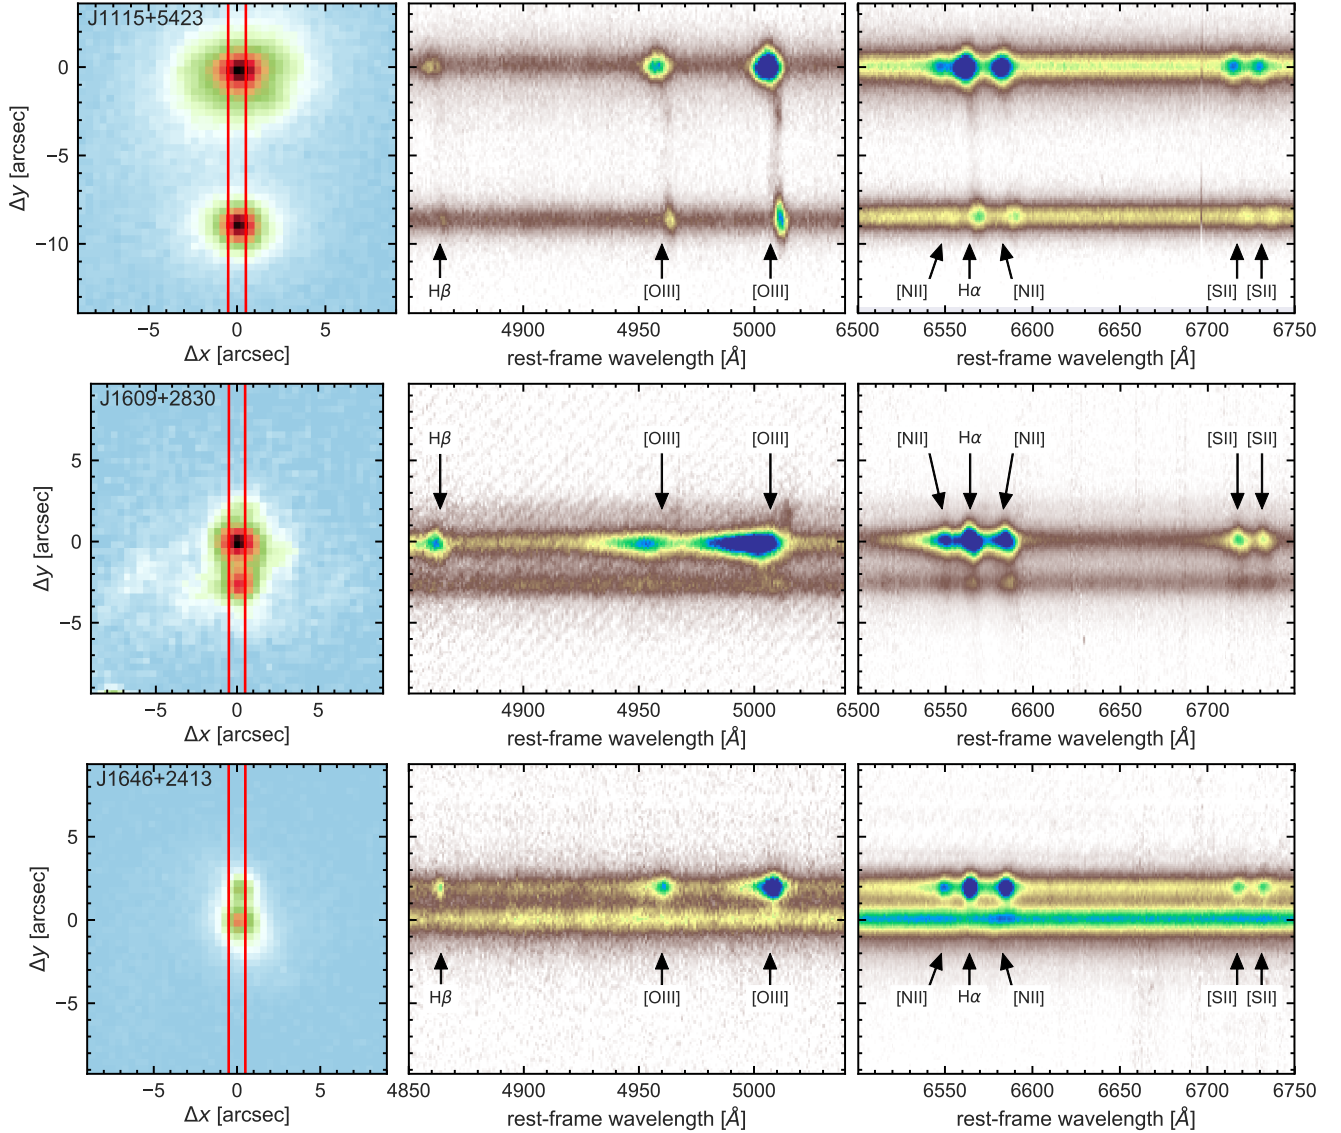 J1115+5423
0
−5
−10
Δy [arcsec]
−5
0
5
Δx [arcsec]
Hβ
[OIII]
[OIII]
4900
4950
5000
rest-frame wavelength [Å]
[NII]
Hα
[NII]
[SII]
[SII]
6500
6550
6600
6650
6700
6750
rest-frame wavelength [Å]
J1609+2830
5
0
−5
Δy [arcsec]
−5
0
5
Δx [arcsec]
Hβ
[OIII]
[OIII]
4900
4950
5000
rest-frame wavelength [Å]
[NII]
Hα
[NII]
[SII]
[SII]
6500
6550
6600
6650
6700
rest-frame wavelength [Å]
J1646+2413
5
0
−5
Δy [arcsec]
−5
0
5
Δx [arcsec]
Hβ
[OIII]
[OIII]
4850
4900
4950
5000
rest-frame wavelength [Å]
[NII]
Hα
[NII]
[SII]
[SII]
6550
6600
6650
6700
6750
rest-frame wavelength [Å]